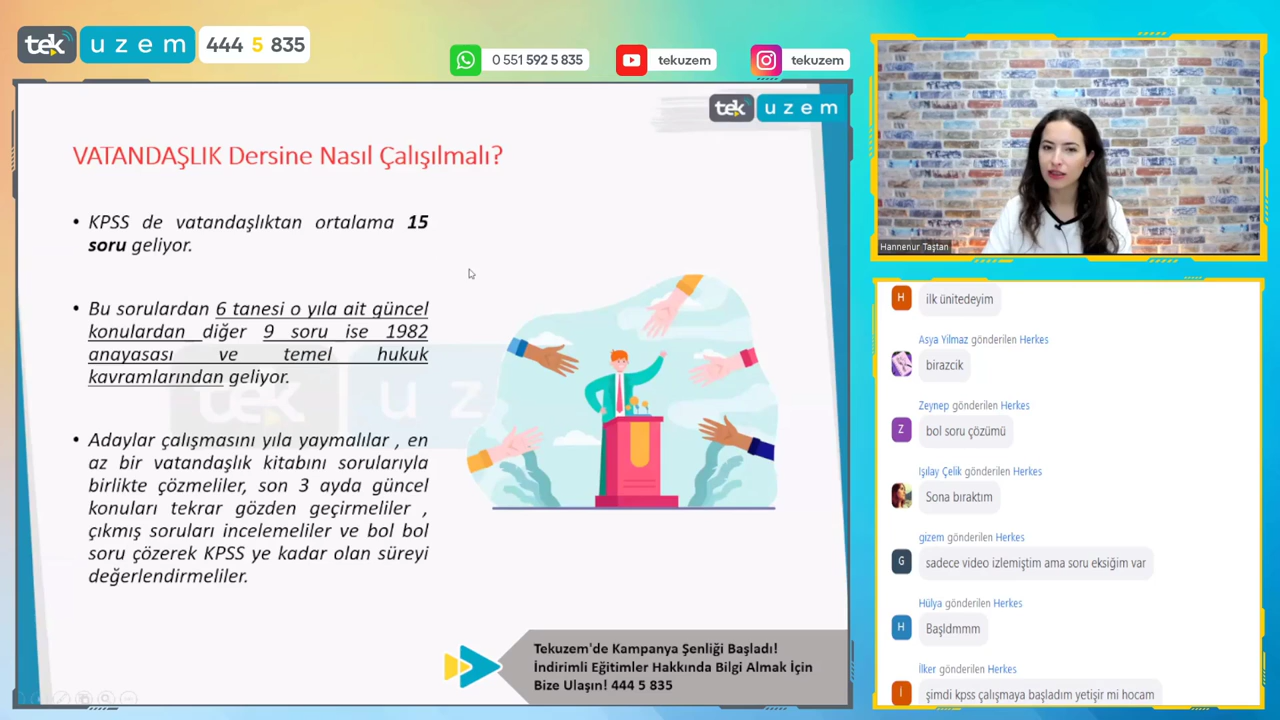 tek uzem 444 5 835
0 551 592 5 835
tekuzem
tekuzem
tek uzem
VATANDAŞLIK Dersine Nasıl Çalışılmalı?
• KPSS de vatandaşlıktan ortalama 15
soru geliyor.
• Bu sorulardan 6 tanesi o yıla ait güncel
konulardan diğer 9 soru ise 1982
anayasası ve temel hukuk
kavramlarından geliyor.
tek uz
• Adaylar çalışmasını yıla yaymalılar , en
az bir vatandaşlık kitabını sorularıyla
birlikte çözmeliler, son 3 ayda güncel
konuları tekrar gözden geçirmeliler ,
çıkmış soruları incelemeliler ve bol bol
soru çözerek KPSS ye kadar olan süreyi
değerlendirmeliler.
Tekuzem'de Kampanya Şenliği Başladı!
İndirimli Eğitimler Hakkında Bilgi Almak İçin
Bize Ulaşın! 444 5 835
Hannenur Taştan
H
ilk ünitedeyim
Asya Yilmaz gönderilen Herkes
birazcik
Zeynep gönderilen Herkes
Z
bol soru çözümü
Işılay Çelik gönderilen Herkes
Sona bıraktım
gizem gönderilen Herkes
G
sadece video izlemiştim ama soru eksiğim var
Hülya gönderilen Herkes
H
Başldmmm
İlker gönderilen Herkes
İ
şimdi kpss çalışmaya başladım yetişir mi hocam